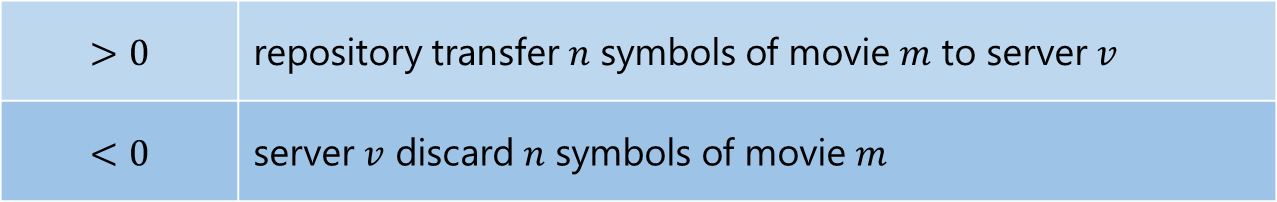 > 0 repository transfer n symbols of movie m to server v
< 0 server v discard n symbols of movie m